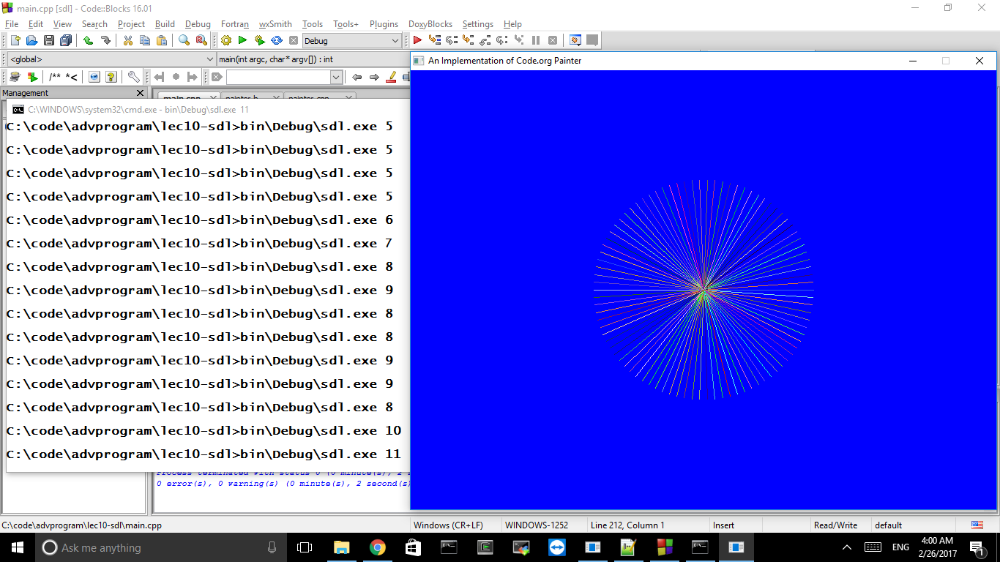 main.cpp [sdl] - Code::Blocks 16.01
File Edit View Search Project Build Debug Fortran wxSmith Tools Tools+ Plugins DoxyBlocks Settings Help
Debug
<global> main(int argc, char* argv[]) : int
/** *<
Management
main.cpp painter.h painter.cpp
An Implementation of Code.org Painter
C:\WINDOWS\system32\cmd.exe - bin\Debug\sdl.exe 11
C:\code\advprogram\lec10-sdl>bin\Debug\sdl.exe 5
C:\code\advprogram\lec10-sdl>bin\Debug\sdl.exe 5
C:\code\advprogram\lec10-sdl>bin\Debug\sdl.exe 5
C:\code\advprogram\lec10-sdl>bin\Debug\sdl.exe 5
C:\code\advprogram\lec10-sdl>bin\Debug\sdl.exe 6
C:\code\advprogram\lec10-sdl>bin\Debug\sdl.exe 7
C:\code\advprogram\lec10-sdl>bin\Debug\sdl.exe 8
C:\code\advprogram\lec10-sdl>bin\Debug\sdl.exe 9
C:\code\advprogram\lec10-sdl>bin\Debug\sdl.exe 8
C:\code\advprogram\lec10-sdl>bin\Debug\sdl.exe 8
C:\code\advprogram\lec10-sdl>bin\Debug\sdl.exe 9
C:\code\advprogram\lec10-sdl>bin\Debug\sdl.exe 9
C:\code\advprogram\lec10-sdl>bin\Debug\sdl.exe 8
C:\code\advprogram\lec10-sdl>bin\Debug\sdl.exe 10
C:\code\advprogram\lec10-sdl>bin\Debug\sdl.exe 11
Process terminated with status 0 (0 minute(s), 2 s
0 error(s), 0 warning(s) (0 minute(s), 2 second(s)
C:\code\advprogram\lec10-sdl\main.cpp Windows (CR+LF) WINDOWS-1252 Line 212, Column 1 Insert Read/Write default
Ask me anything
ENG
4:00 AM
2/26/2017
1